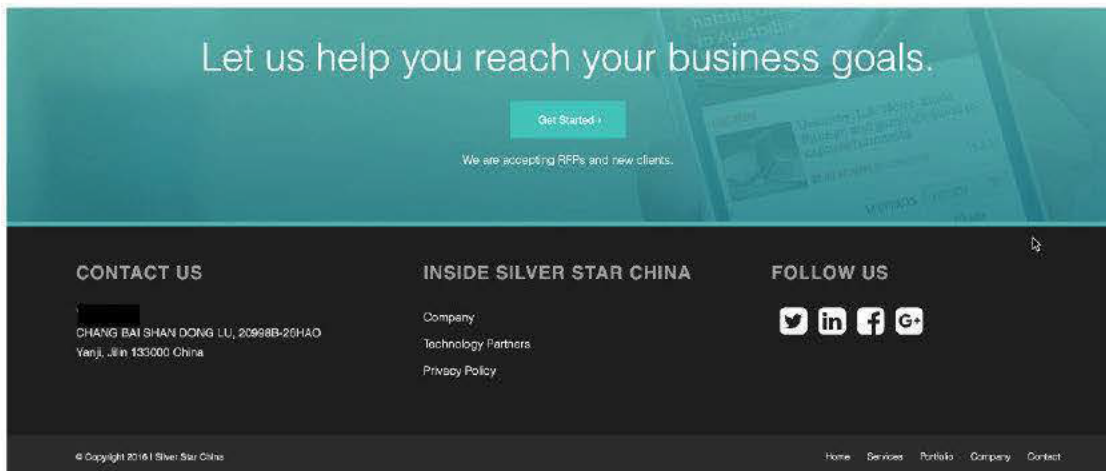 Let us help you reach your business goals.
Get Started ›
We are accepting RFPs and new clients.
CONTACT US
CHANG BAI SHAN DONG LU, 20998B-25HAO
Yanji, Jilin 133000 China
INSIDE SILVER STAR CHINA
Company
Technology Partners
Privacy Policy
FOLLOW US
© Copyright 2016 | Silver Star China
Home Services Portfolio Company Contact